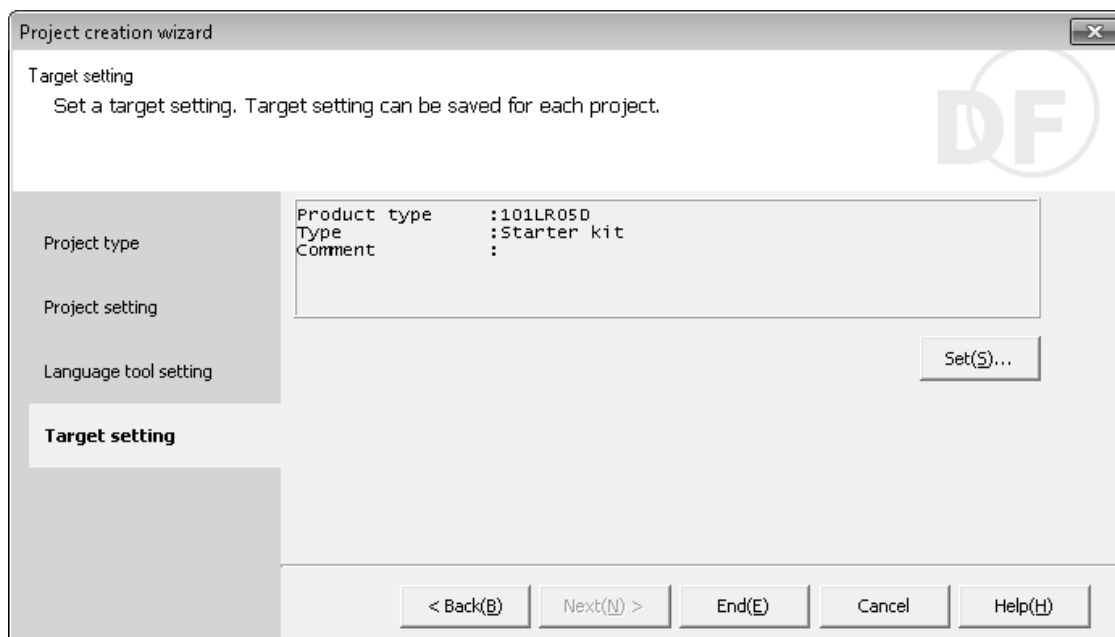 Project creation wizard
Target setting
Set a target setting. Target setting can be saved for each project.
DF
Project type
Project setting
Language tool setting
Target setting
Product type :101LR05D
Type :Starter kit
Comment :
Set(S)...
< Back(B) Next(N) > End(E) Cancel Help(H)